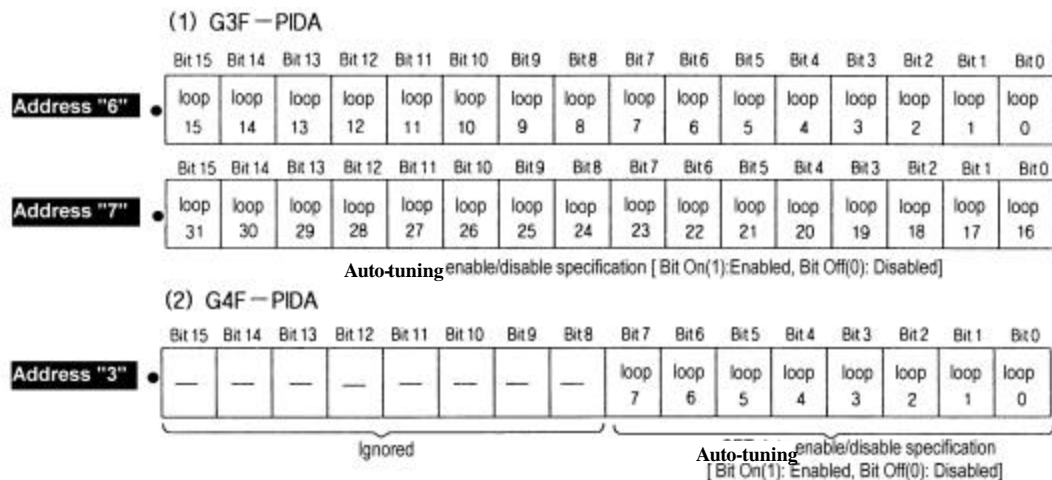 (1) G3F－PIDA
Bit 15 Bit 14 Bit 13 Bit 12 Bit 11 Bit 10 Bit 9 Bit 8 Bit 7 Bit 6 Bit 5 Bit 4 Bit 3 Bit 2 Bit 1 Bit 0
Address "6" • loop loop loop loop loop loop loop loop loop loop loop loop loop loop loop loop
15 14 13 12 11 10 9 8 7 6 5 4 3 2 1 0
Bit 15 Bit 14 Bit 13 Bit 12 Bit 11 Bit 10 Bit 9 Bit 8 Bit 7 Bit 6 Bit 5 Bit 4 Bit 3 Bit 2 Bit 1 Bit 0
Address "7" • loop loop loop loop loop loop loop loop loop loop loop loop loop loop loop loop
31 30 29 28 27 26 25 24 23 22 21 20 19 18 17 16
Auto-tuning enable/disable specification [ Bit On(1):Enabled, Bit Off(0): Disabled]
(2) G4F－PIDA
Bit 15 Bit 14 Bit 13 Bit 12 Bit 11 Bit 10 Bit 9 Bit 8 Bit 7 Bit 6 Bit 5 Bit 4 Bit 3 Bit 2 Bit 1 Bit 0
Address "3" • — — — — — — — — loop loop loop loop loop loop loop loop
7 6 5 4 3 2 1 0
Ignored
Auto-tuning enable/disable specification
[ Bit On(1): Enabled, Bit Off(0): Disabled]